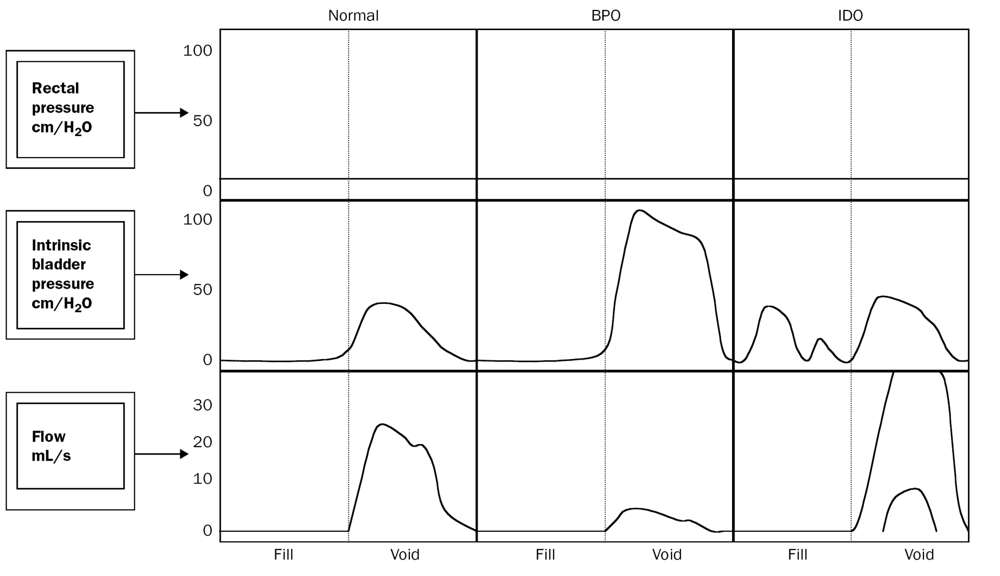 Normal
BPO
IDO
Rectal
pressure
cm/H₂O
100
50
0
Intrinsic
bladder
pressure
cm/H₂O
100
50
0
Flow
mL/s
30
20
10
0
Fill
Void
Fill
Void
Fill
Void